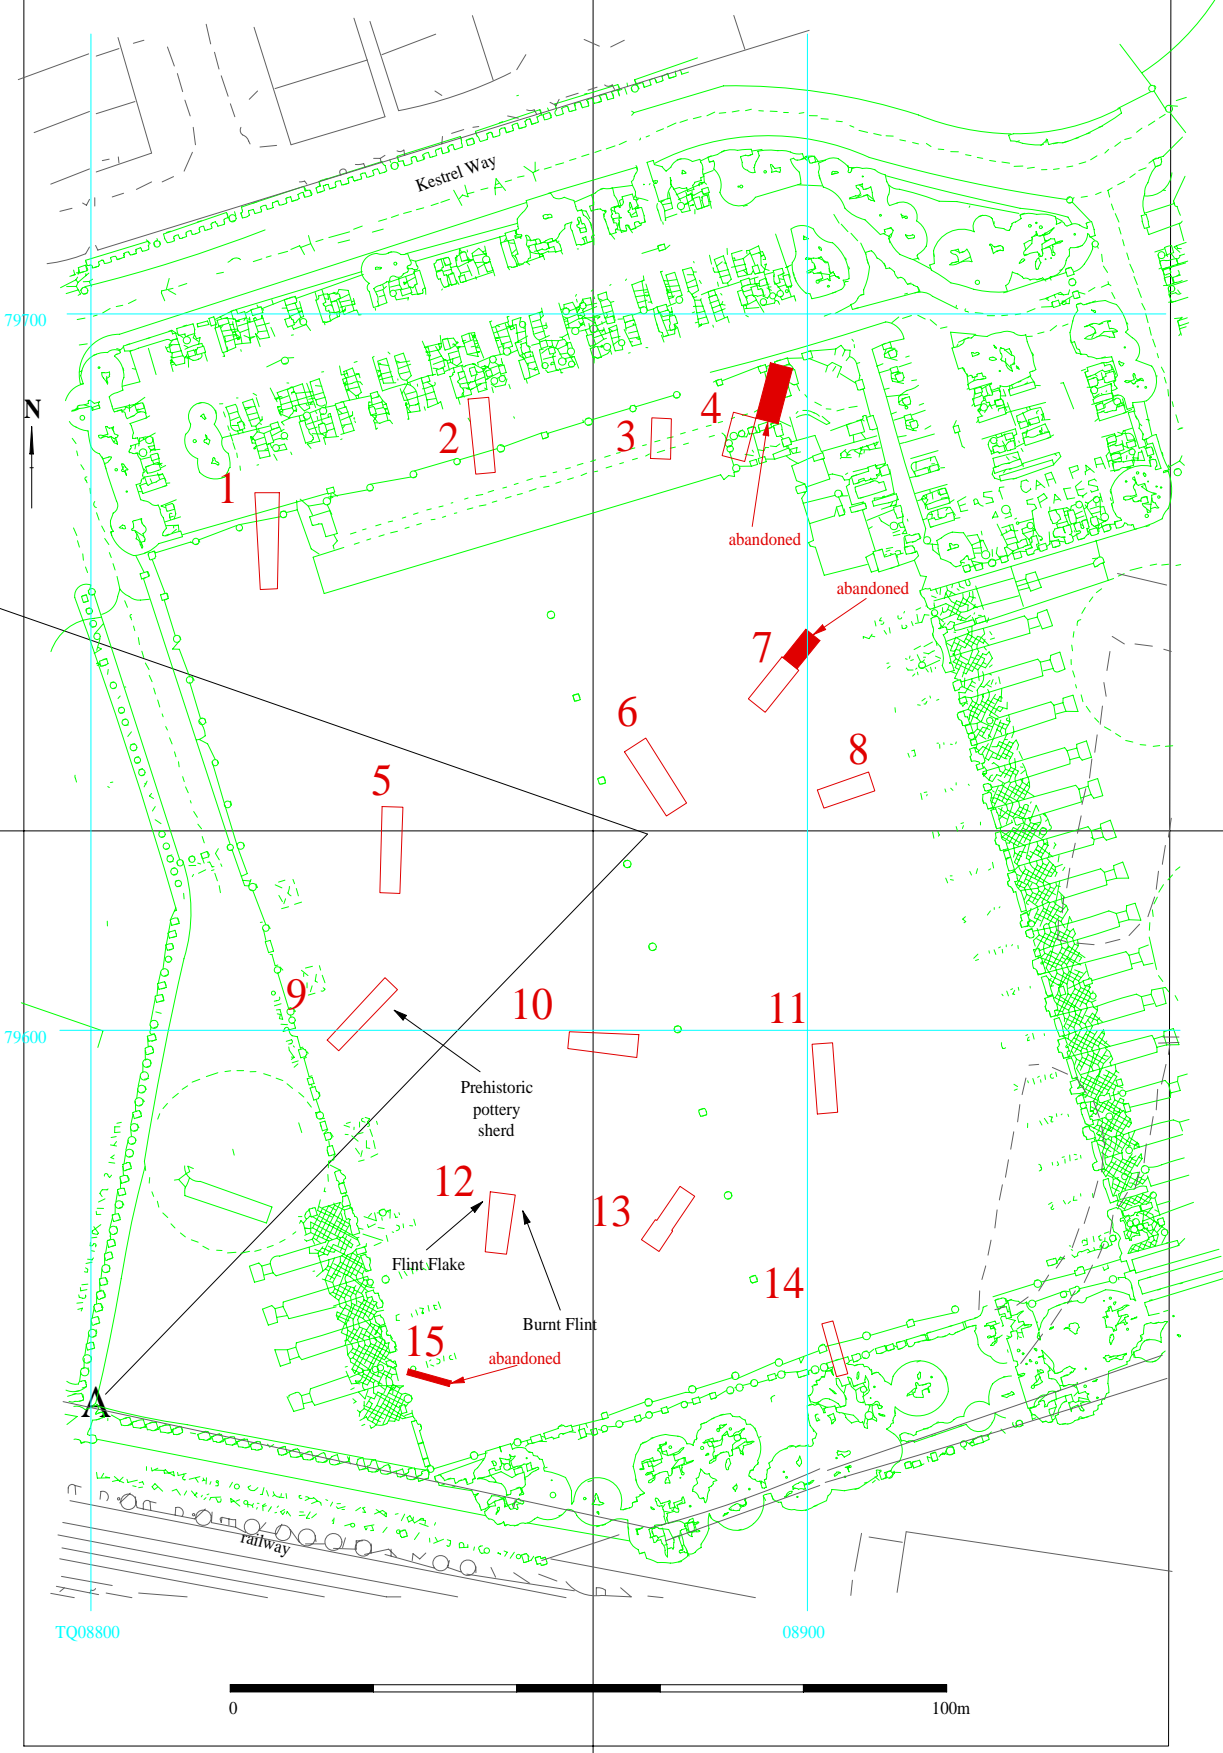 Kestrel Way
W A Y
79700
N
1
2
3
4
abandoned
EAST CAR PARK
SPACES
abandoned
7
6
8
5
9
10
11
79600
Prehistoric
pottery
sherd
12
13
Flint Flake
Burnt Flint
14
15
abandoned
A
railway
TQ08800
08900
0
100m